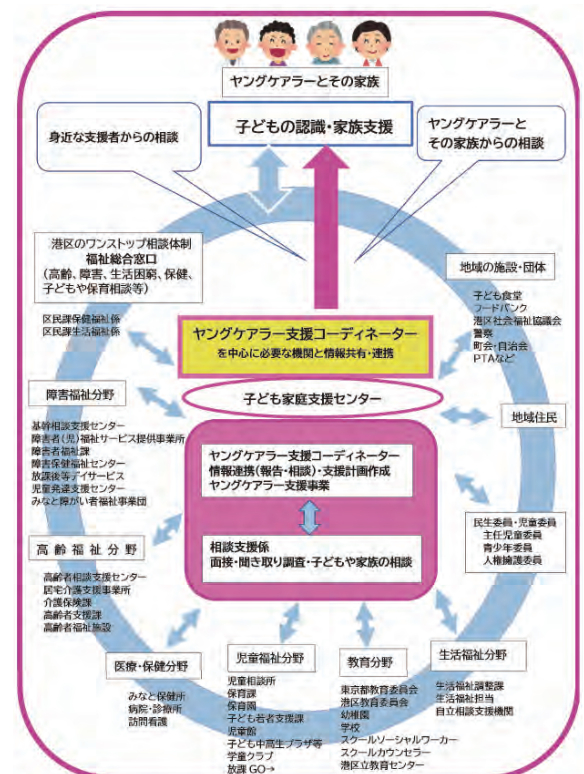 ヤングケアラーとその家族
子どもの認識・家族支援
身近な支援者からの相談
ヤングケアラーと
その家族からの相談
港区のワンストップ相談体制
福祉総合窓口
(高齢、障害、生活困窮、保健、
子どもや保育相談等)
区民課保健福祉係
区民課生活福祉係
地域の施設・団体
子ども食堂
フードバンク
港区社会福祉協議会
警察
町会・自治会
PTAなど
ヤングケアラー支援コーディネーター
を中心に必要な機関と情報共有・連携
子ども家庭支援センター
障害福祉分野
基幹相談支援センター
障害者(児)福祉サービス提供事業所
障害者福祉課
障害保健福祉センター
放課後等デイサービス
児童発達支援センター
みなと障がい者福祉事業団
地域住民
ヤングケアラー支援コーディネーター
情報連携(報告・相談)・支援計画作成
ヤングケアラー支援事業
相談支援係
面接・聞き取り調査・子どもや家族の相談
民生委員・児童委員
主任児童委員
青少年委員
人権擁護委員
高齢福祉分野
高齢者相談支援センター
居宅介護支援事業所
介護保険課
高齢者支援課
高齢者福祉施設
医療・保健分野
みなと保健所
病院・診療所
訪問看護
児童福祉分野
児童相談所
保育課
保育園
子ども若者支援課
児童館
子ども中高生プラザ等
学童クラブ
放課GO→
教育分野
東京都教育委員会
港区教育委員会
幼稚園
学校
スクールソーシャルワーカー
スクールカウンセラー
港区立教育センター
生活福祉分野
生活福祉調整課
生活福祉担当
自立相談支援機関